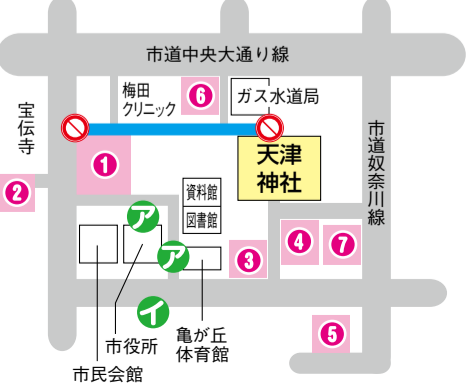 市道中央大通り線
梅田
クリニック
6
ガス水道局
宝伝寺
1
天津
神社
市道奴奈川線
2
資料館
図書館
ア
ア
3
4
7
イ
市役所
亀が丘
体育館
5
市民会館